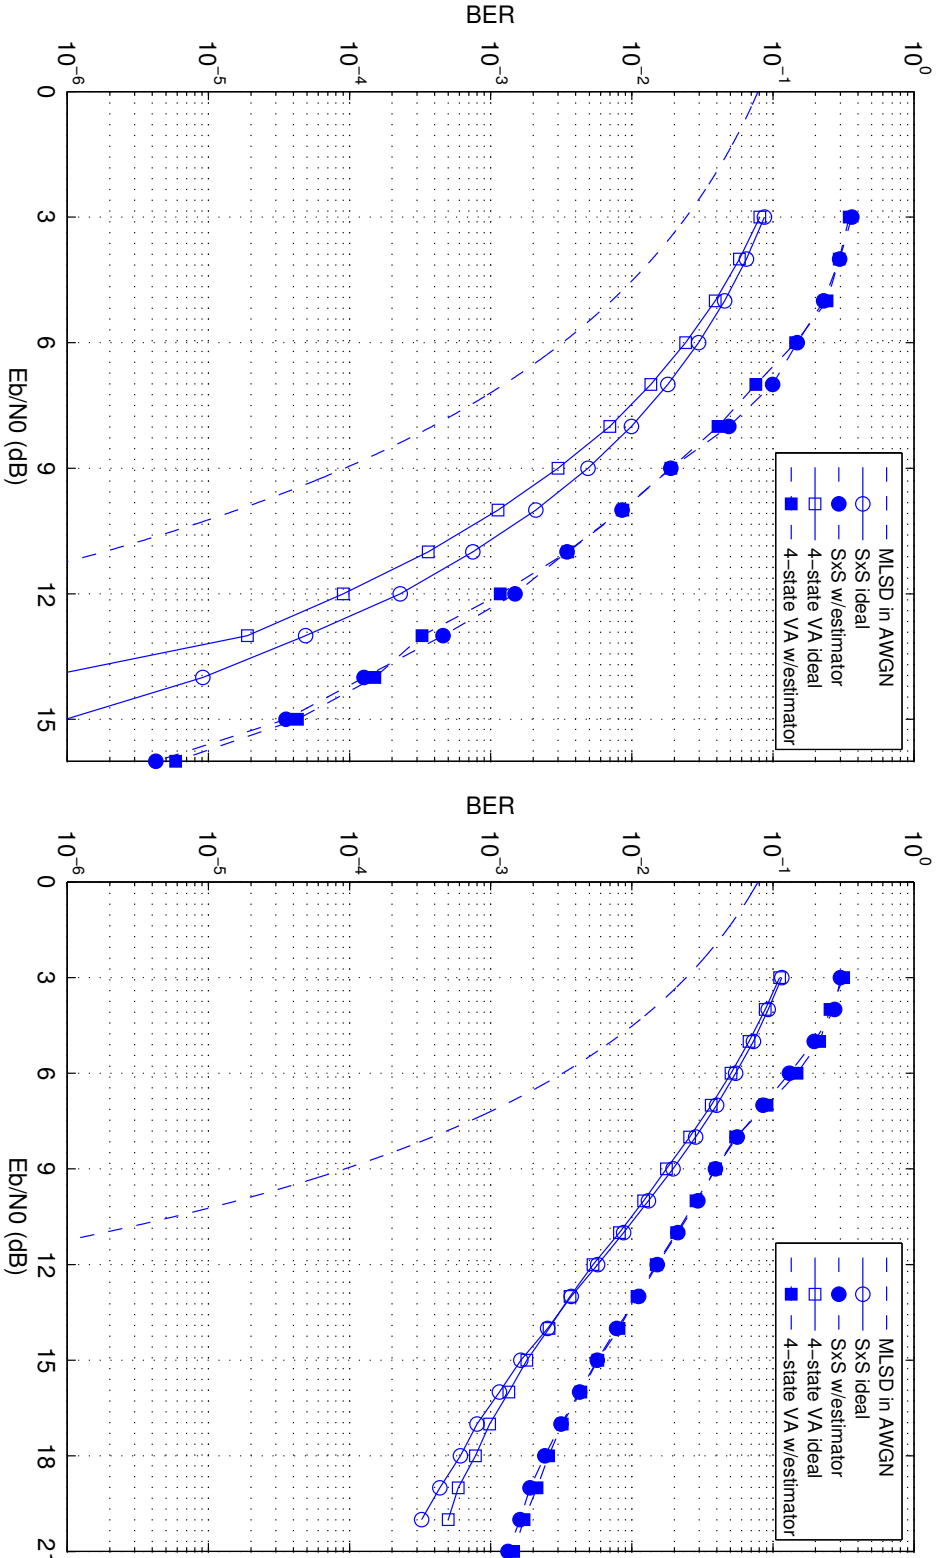 BER
10^0
10^−1
10^−2
10^−3
10^−4
10^−5
10^−6
0
3
6
9
12
15
Eb/N0 (dB)
MLSD in AWGN
SxS ideal
SxS w/estimator
4−state VA ideal
4−state VA w/estimator
BER
10^0
10^−1
10^−2
10^−3
10^−4
10^−5
10^−6
0
3
6
9
12
15
18
Eb/N0 (dB)
MLSD in AWGN
SxS ideal
SxS w/estimator
4−state VA ideal
4−state VA w/estimator